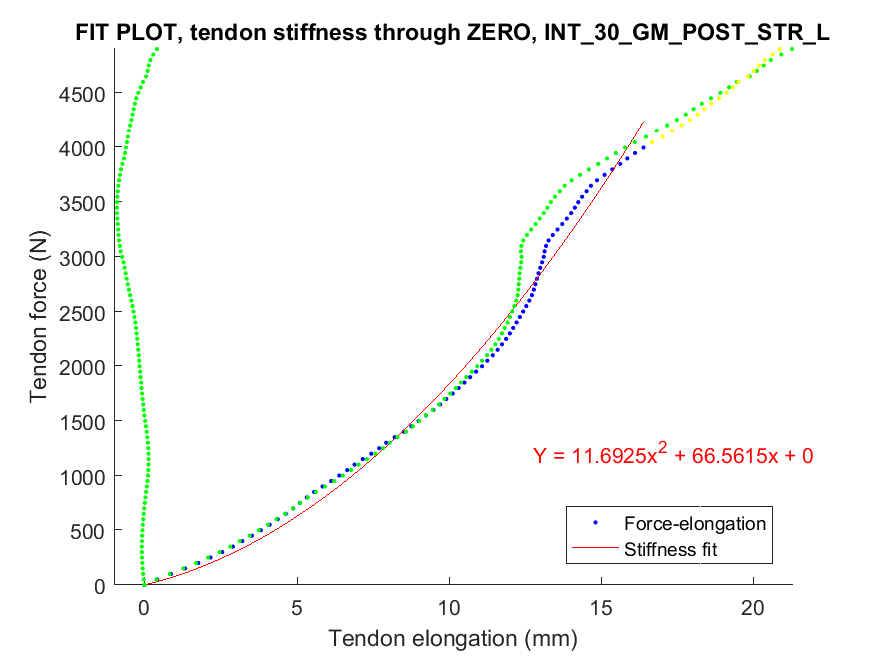 FIT PLOT, tendon stiffness through ZERO, INT_30_GM_POST_STR_L
4500
4000
3500
3000
2500
2000
1500
1000
500
0
Tendon force (N)
Y = 11.6925x² + 66.5615x + 0
Force-elongation
Stiffness fit
0 5 10 15 20
Tendon elongation (mm)